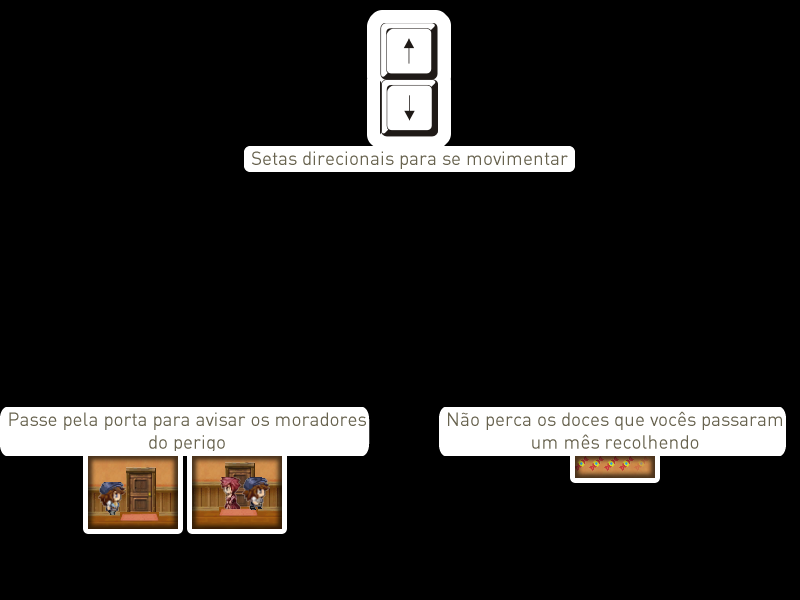 Setas direcionais para se movimentar
Passe pela porta para avisar os moradores
do perigo
Não perca os doces que vocês passaram
um mês recolhendo